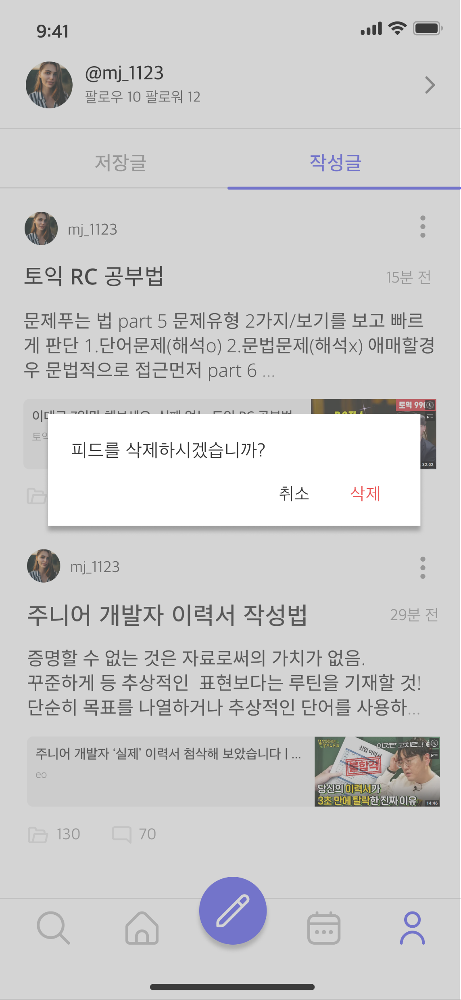 9:41
@mj_1123
팔로우 10 팔로워 12
저장글
작성글
mj_1123
토익 RC 공부법
15분 전
문제푸는 법 part 5 문제유형 2가지/보기를 보고 빠르
게 판단 1.단어문제(해석o) 2.문법문제(해석x) 애매할경
우 문법적으로 접근먼저 part 6 ...
토익 990
32:02
피드를 삭제하시겠습니까?
취소
삭제
mj_1123
주니어 개발자 이력서 작성법
29분 전
증명할 수 없는 것은 자료로써의 가치가 없음.
꾸준하게 등 추상적인 표현보다는 루틴을 기재할 것!
단순히 목표를 나열하거나 추상적인 단어를 사용하...
주니어 개발자 ‘실제’ 이력서 첨삭해 보았습니다 | ...
eo
WORKIE
TALKIE
이것만 고치면..!
신입 이력서
불합격
당신의 이력서가
3초 만에 탈락한 진짜 이유
14:46
130
70